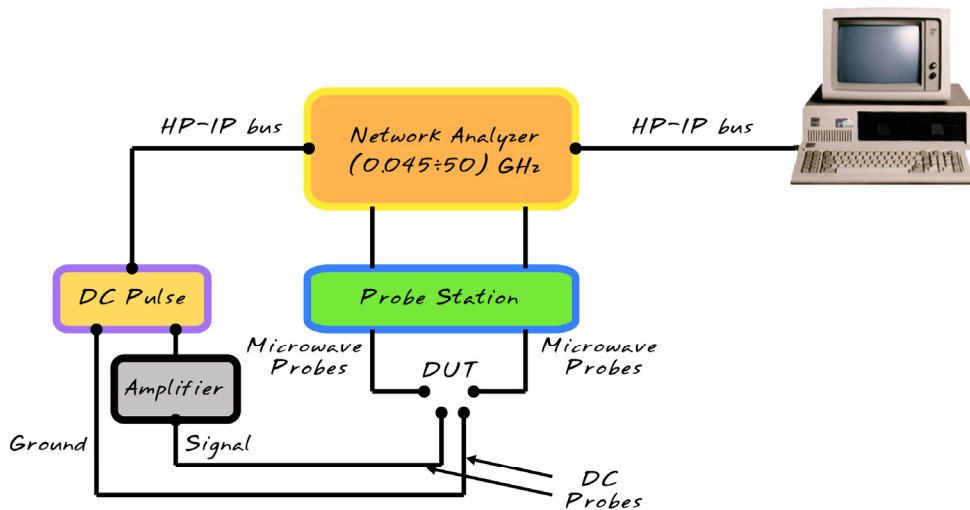 HP-IP bus
Network Analyzer
(0.045÷50) GHz
HP-IP bus
DC Pulse
Probe Station
Microwave
Probes
DUT
Microwave
Probes
Amplifier
Ground
Signal
DC
Probes